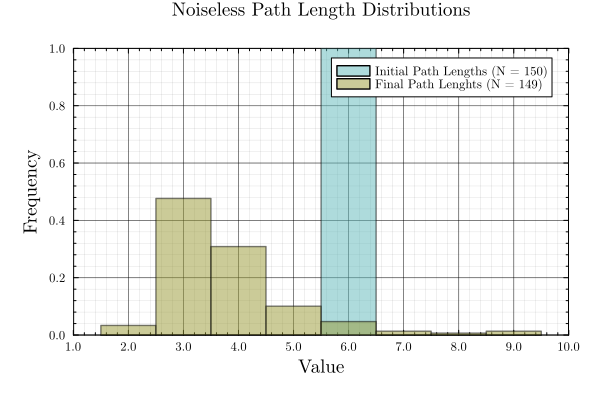 Noiseless Path Length Distributions
Initial Path Lengths (N = 150)
Final Path Lenghts (N = 149)
Frequency
1.0
0.8
0.6
0.4
0.2
0.0
1.0 2.0 3.0 4.0 5.0 6.0 7.0 8.0 9.0 10.0
Value